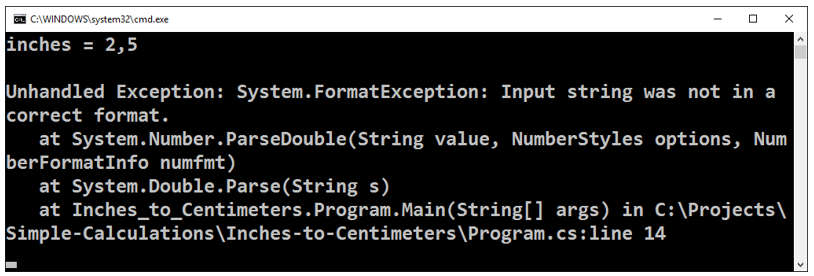 C:\WINDOWS\system32\cmd.exe
inches = 2,5
Unhandled Exception: System.FormatException: Input string was not in a
correct format.
   at System.Number.ParseDouble(String value, NumberStyles options, Num
berFormatInfo numfmt)
   at System.Double.Parse(String s)
   at Inches_to_Centimeters.Program.Main(String[] args) in C:\Projects\
Simple-Calculations\Inches-to-Centimeters\Program.cs:line 14